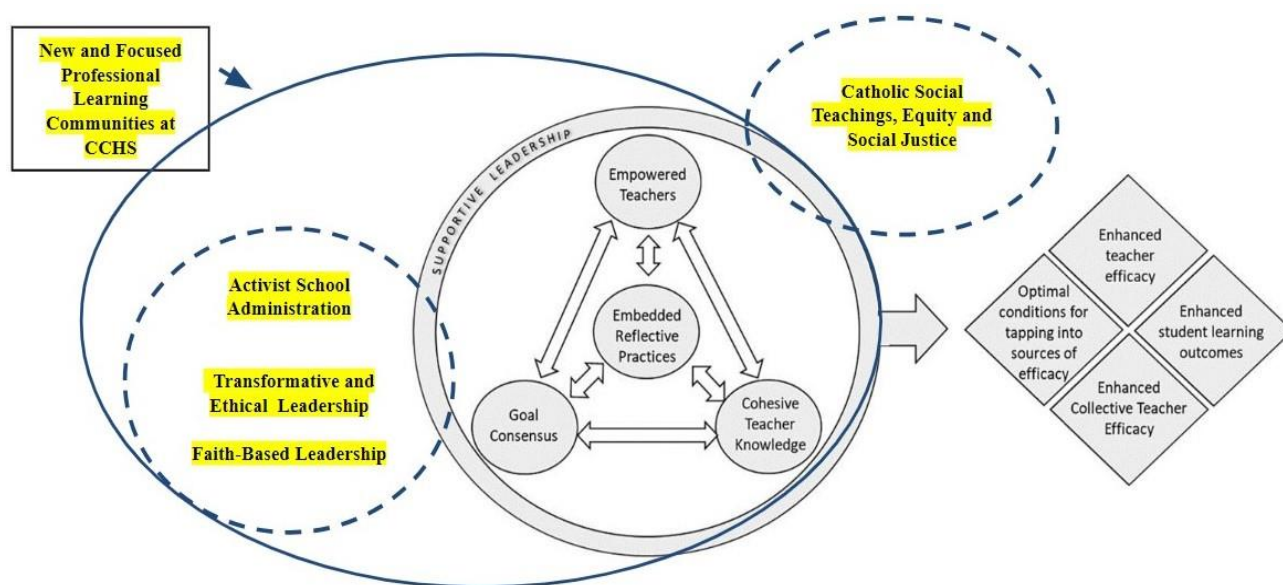 New and Focused
Professional
Learning
Communities at
CCHS
Catholic Social
Teachings, Equity and
Social Justice
SUPPORTIVE LEADERSHIP
Empowered
Teachers
Activist School
Administration
Embedded
Reflective
Practices
Transformative and
Ethical Leadership
Goal
Consensus
Cohesive
Teacher
Knowledge
Faith-Based Leadership
Enhanced
teacher
efficacy
Optimal
conditions for
tapping into
sources of
efficacy
Enhanced
student learning
outcomes
Enhanced
Collective Teacher
Efficacy